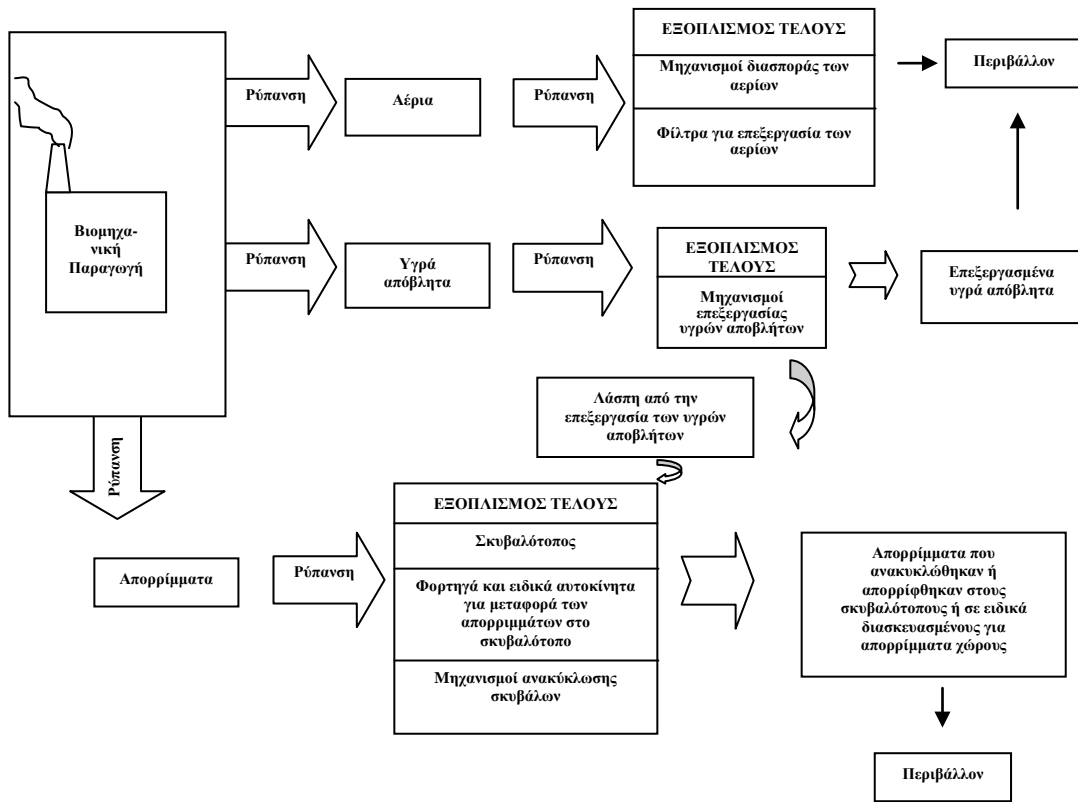 Βιομηχα-
νική
Παραγωγή
Ρύπανση
Αέρια
Ρύπανση
ΕΞΟΠΛΙΣΜΟΣ ΤΕΛΟΥΣ
Μηχανισμοί διασποράς των
αερίων
Φίλτρα για επεξεργασία των
αερίων
Περιβάλλον
Ρύπανση
Υγρά
απόβλητα
Ρύπανση
ΕΞΟΠΛΙΣΜΟΣ
ΤΕΛΟΥΣ
Μηχανισμοί
επεξεργασίας
υγρών αποβλήτων
Επεξεργασμένα
υγρά απόβλητα
Λάσπη από την
επεξεργασία των υγρών
αποβλήτων
Ρύπανση
Απορρίμματα
Ρύπανση
ΕΞΟΠΛΙΣΜΟΣ ΤΕΛΟΥΣ
Σκυβαλότοπος
Φορτηγά και ειδικά αυτοκίνητα
για μεταφορά των
απορριμμάτων στο
σκυβαλότοπο
Μηχανισμοί ανακύκλωσης
σκυβάλων
Απορρίμματα που
ανακυκλώθηκαν ή
απορρίφθηκαν στους
σκυβαλότοπους ή σε ειδικά
διασκευασμένους για
απορρίμματα χώρους
Περιβάλλον